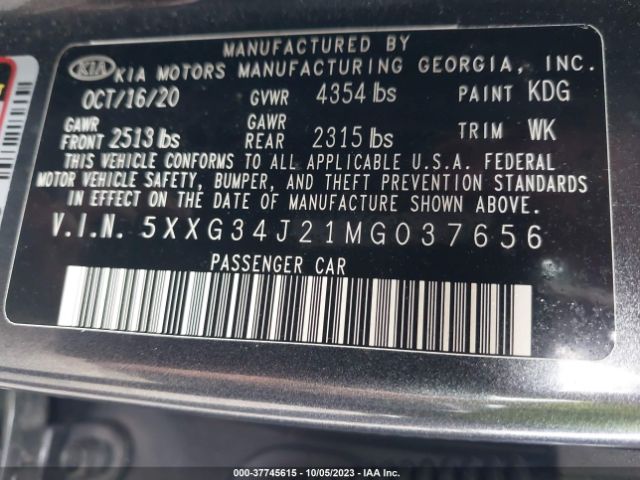 MANUFACTURED BY
KIA KIA MOTORS MANUFACTURING GEORGIA, INC.
OCT/16/20 GVWR 4354 lbs PAINT KDG
GAWR FRONT 2513 lbs GAWR REAR 2315 lbs TRIM WK
THIS VEHICLE CONFORMS TO ALL APPLICABLE U.S.A. FEDERAL
MOTOR VEHICLE SAFETY, BUMPER, AND THEFT PREVENTION STANDARDS
IN EFFECT ON THE DATE OF MANUFACTURE SHOWN ABOVE.
V.I.N. 5XXG34J21MG037656
PASSENGER CAR
000-37745615 - 10/05/2023 - IAA Inc.